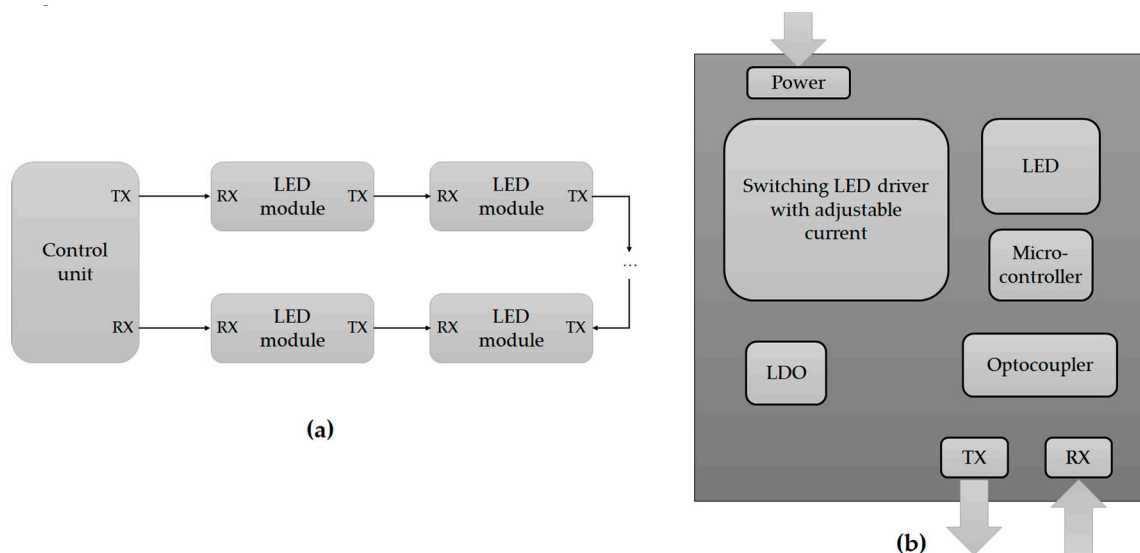 TX
RX
Control
unit
RX
LED
module
TX
RX
LED
module
TX
...
RX
LED
module
TX
RX
LED
module
TX
(a)
Power
Switching LED driver
with adjustable
current
LED
Micro-
controller
LDO
Optocoupler
TX
RX
(b)